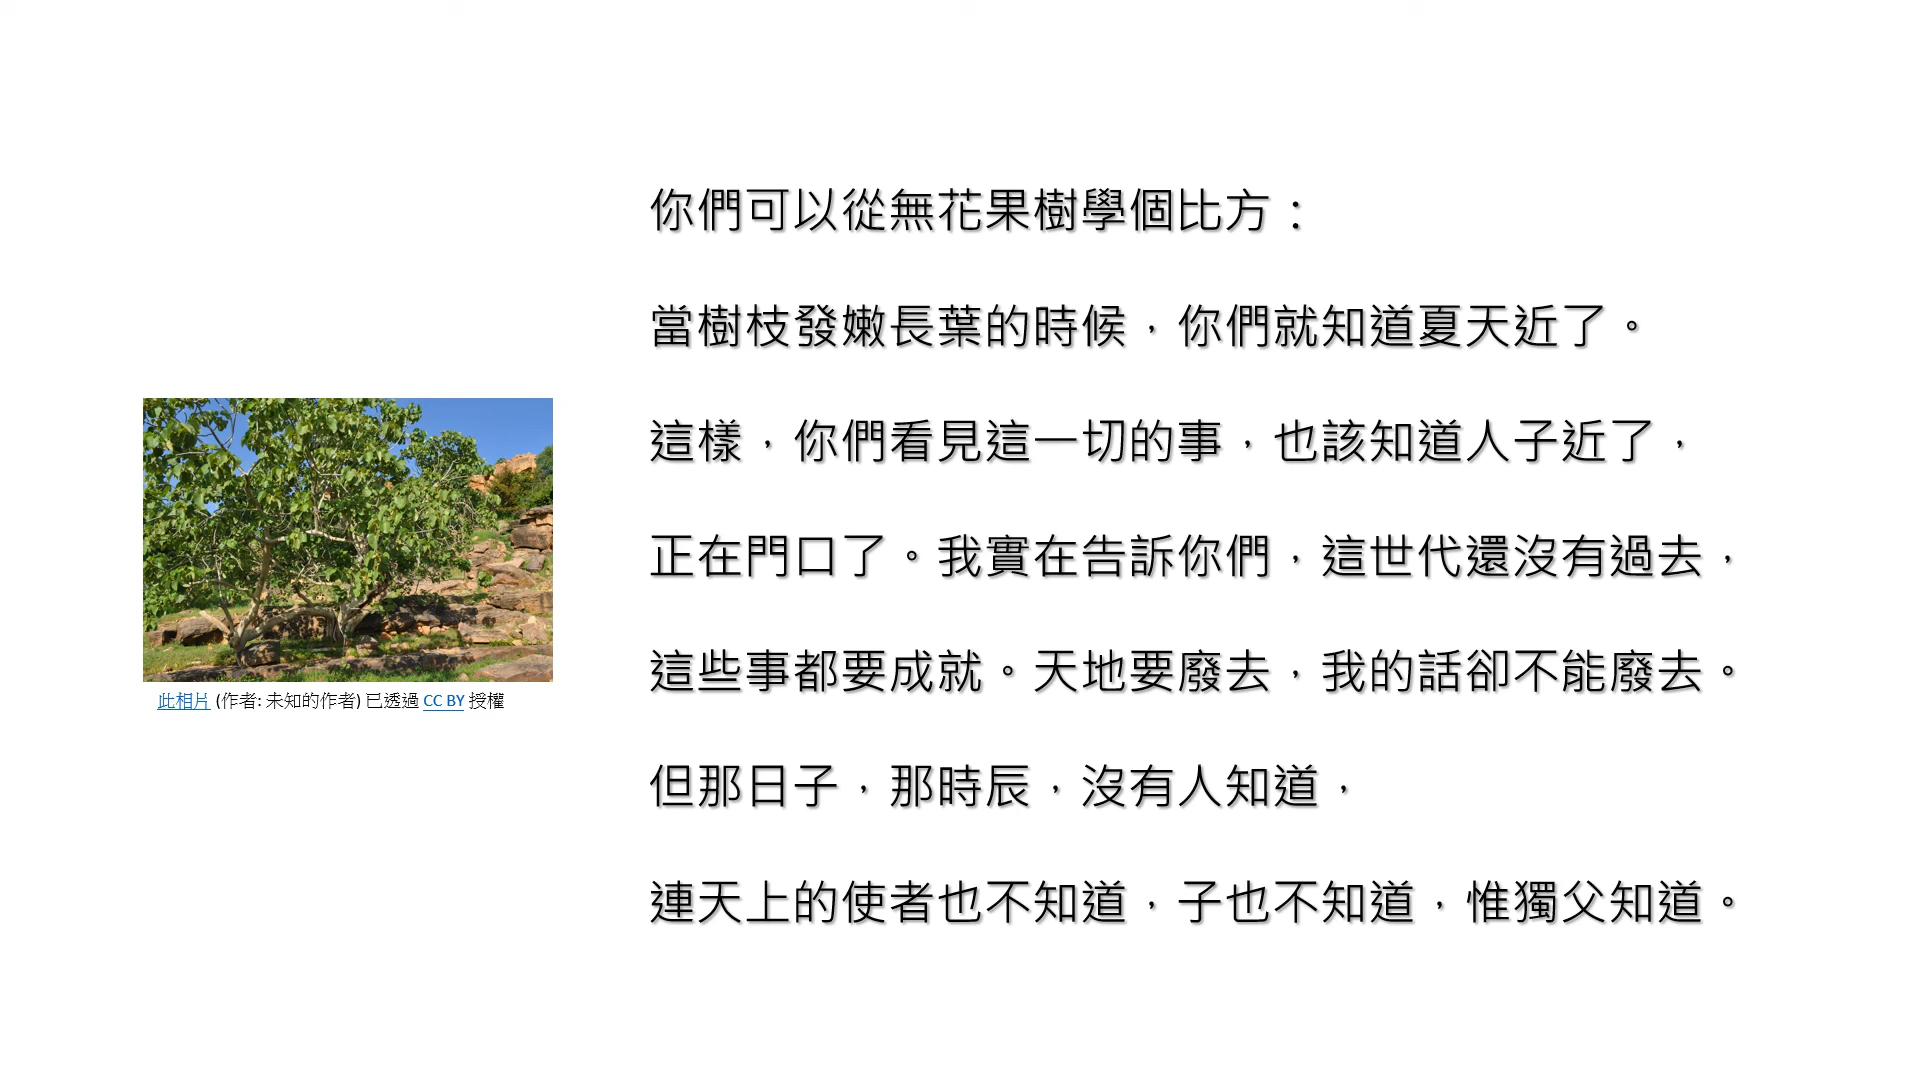 你們可以從無花果樹學個比方：
當樹枝發嫩長葉的時候，你們就知道夏天近了。
這樣，你們看見這一切的事，也該知道人子近了，
正在門口了。我實在告訴你們，這世代還沒有過去，
這些事都要成就。天地要廢去，我的話卻不能廢去。
但那日子，那時辰，沒有人知道，
連天上的使者也不知道，子也不知道，惟獨父知道。
此相片 (作者: 未知的作者) 已透過 CC BY 授權